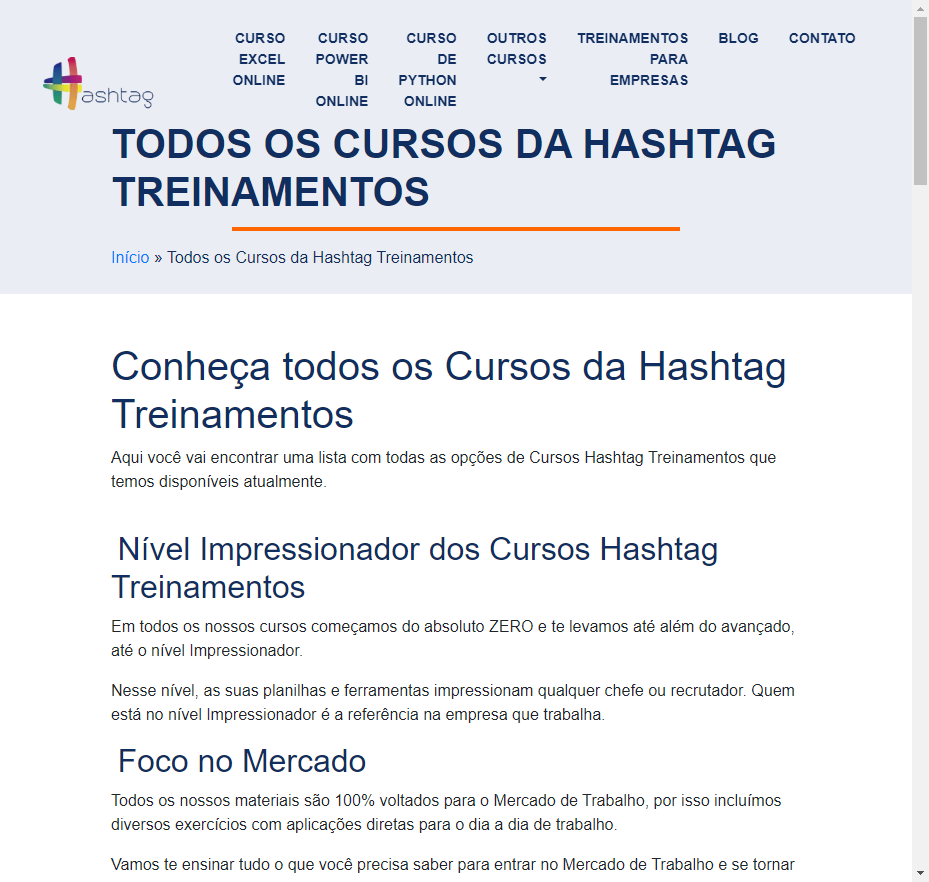 CURSO EXCEL ONLINE
CURSO POWER BI ONLINE
CURSO DE PYTHON ONLINE
OUTROS CURSOS
TREINAMENTOS PARA EMPRESAS
BLOG
CONTATO
ashtag
TODOS OS CURSOS DA HASHTAG
TREINAMENTOS
Início » Todos os Cursos da Hashtag Treinamentos
Conheça todos os Cursos da Hashtag
Treinamentos
Aqui você vai encontrar uma lista com todas as opções de Cursos Hashtag Treinamentos que
temos disponíveis atualmente.
Nível Impressionador dos Cursos Hashtag
Treinamentos
Em todos os nossos cursos começamos do absoluto ZERO e te levamos até além do avançado,
até o nível Impressionador.
Nesse nível, as suas planilhas e ferramentas impressionam qualquer chefe ou recrutador. Quem
está no nível Impressionador é a referência na empresa que trabalha.
Foco no Mercado
Todos os nossos materiais são 100% voltados para o Mercado de Trabalho, por isso incluímos
diversos exercícios com aplicações diretas para o dia a dia de trabalho.
Vamos te ensinar tudo o que você precisa saber para entrar no Mercado de Trabalho e se tornar